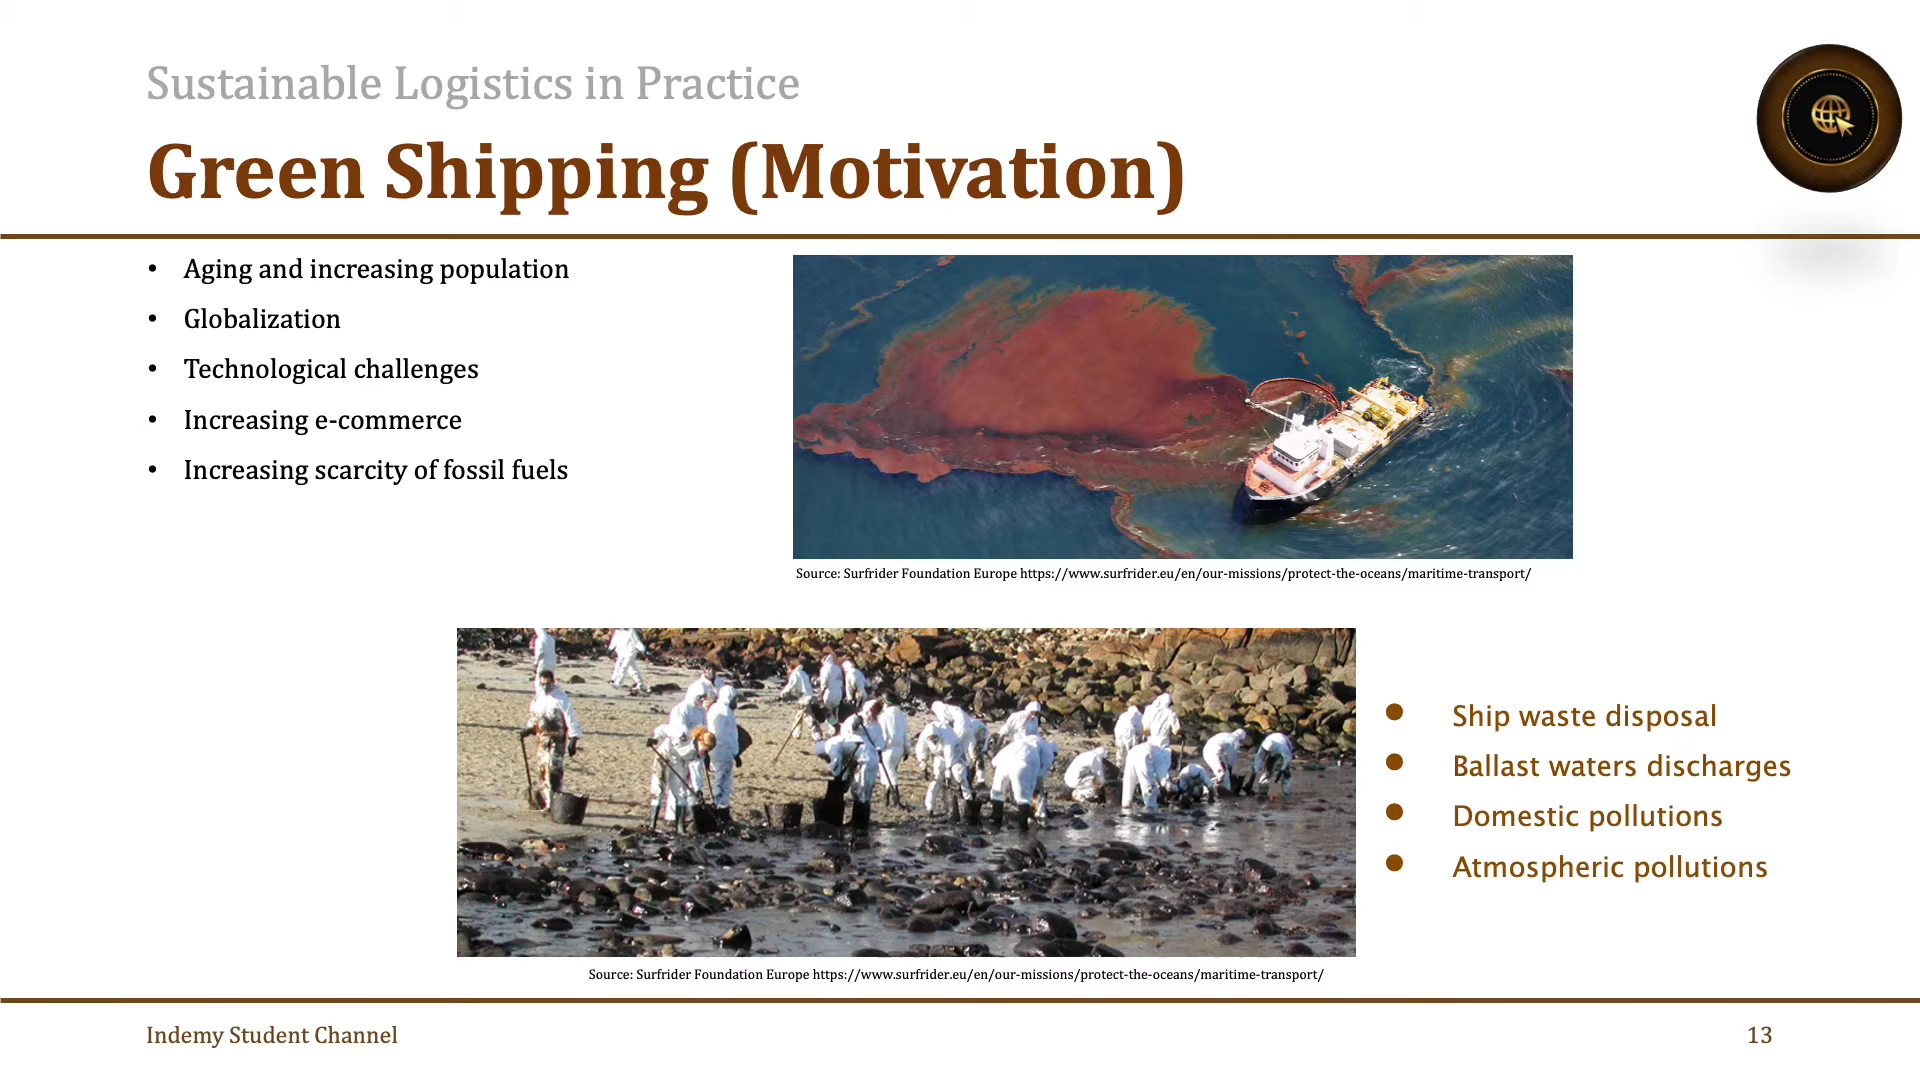 Sustainable Logistics in Practice
Green Shipping (Motivation)
• Aging and increasing population
• Globalization
• Technological challenges
• Increasing e-commerce
• Increasing scarcity of fossil fuels
Source: Surfrider Foundation Europe https://www.surfrider.eu/en/our-missions/protect-the-oceans/maritime-transport/
● Ship waste disposal
● Ballast waters discharges
● Domestic pollutions
● Atmospheric pollutions
Source: Surfrider Foundation Europe https://www.surfrider.eu/en/our-missions/protect-the-oceans/maritime-transport/
Indemy Student Channel
13